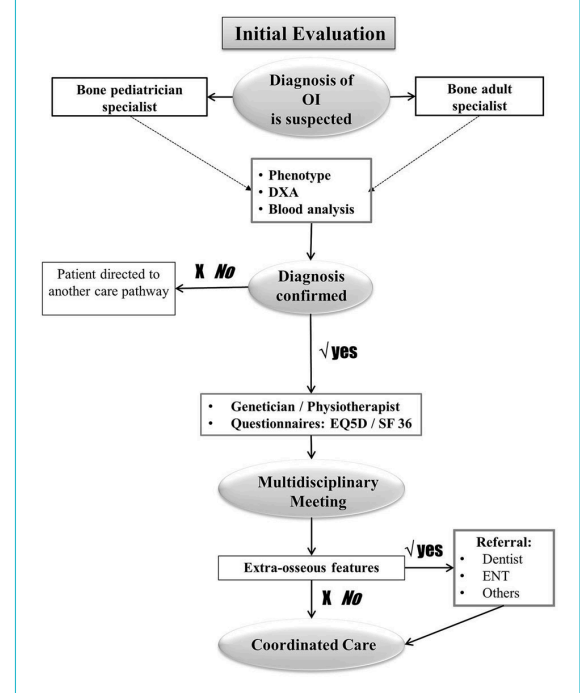 Initial Evaluation
Diagnosis of
OI
is suspected
Bone pediatrician
specialist
Bone adult
specialist
• Phenotype
• DXA
• Blood analysis
Patient directed to
another care pathway
X No
Diagnosis
confirmed
√ yes
• Genetician / Physiotherapist
• Questionnaires: EQ5D / SF 36
Multidisciplinary
Meeting
Extra-osseous features
√ yes
Referral:
• Dentist
• ENT
• Others
X No
Coordinated Care